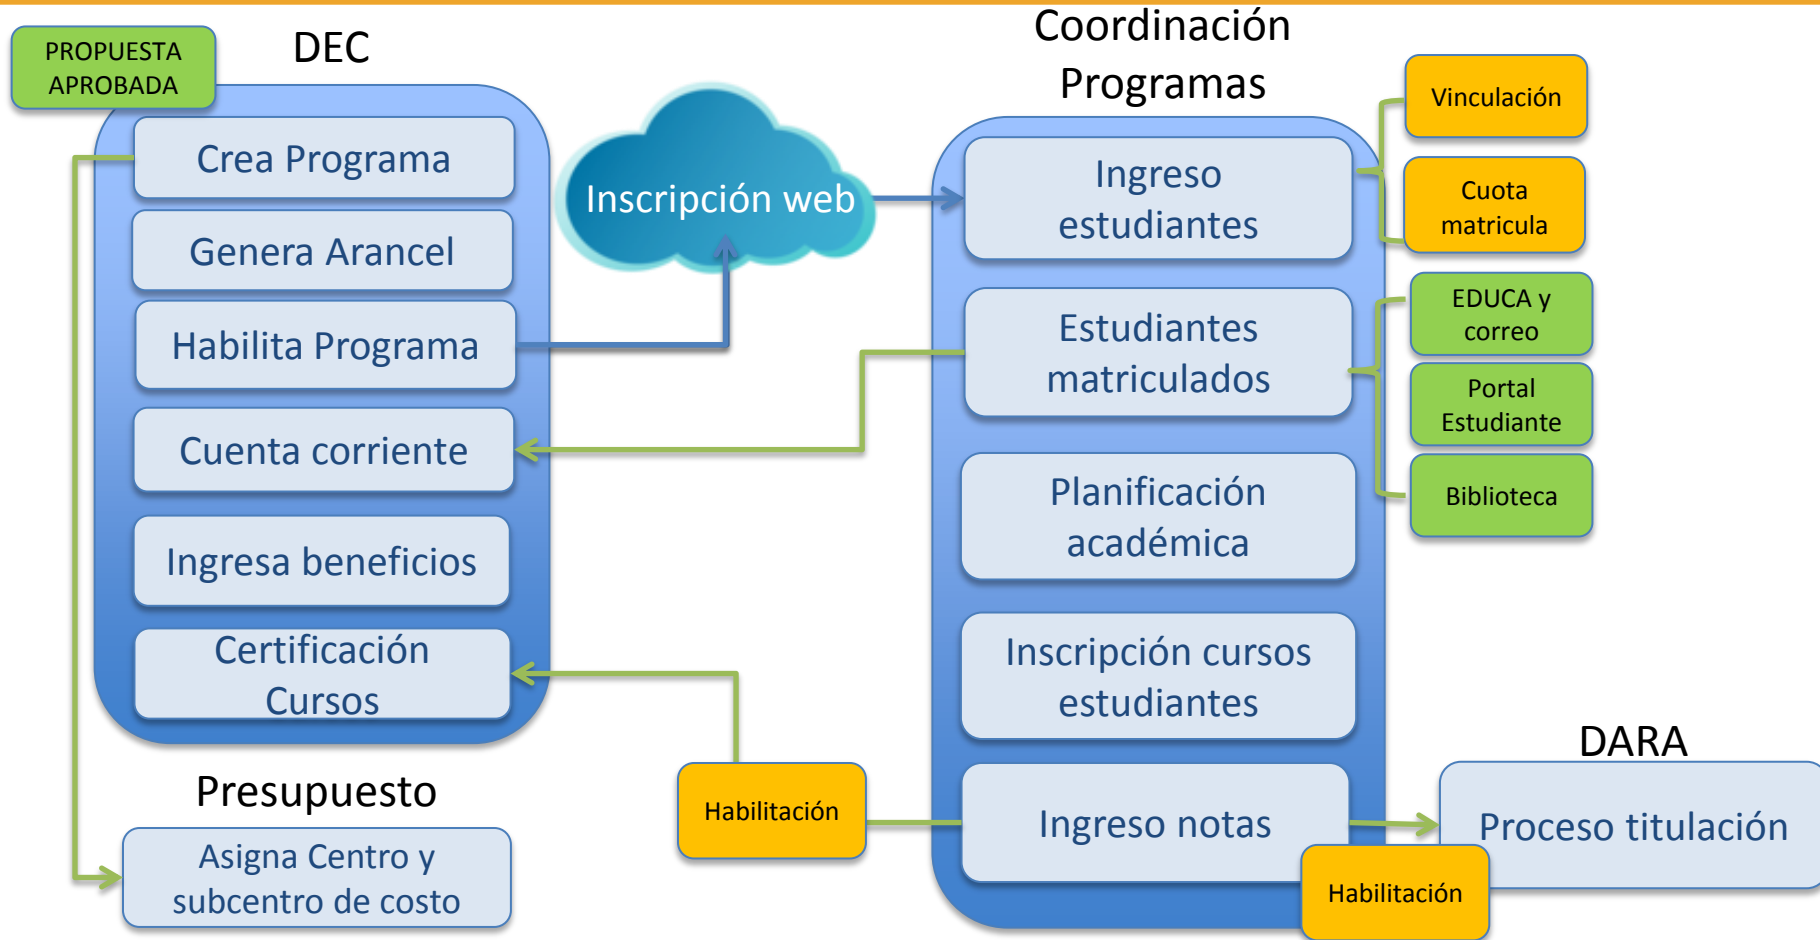 PROPUESTA
APROBADA
DEC
Crea Programa
Genera Arancel
Habilita Programa
Cuenta corriente
Ingresa beneficios
Certificación
Cursos
Presupuesto
Asigna Centro y
subcentro de costo
Inscripción web
Habilitación
Coordinación
Programas
Ingreso
estudiantes
Estudiantes
matriculados
Planificación
académica
Inscripción cursos
estudiantes
Ingreso notas
Vinculación
Cuota
matricula
EDUCA y
correo
Portal
Estudiante
Biblioteca
DARA
Proceso titulación
Habilitación